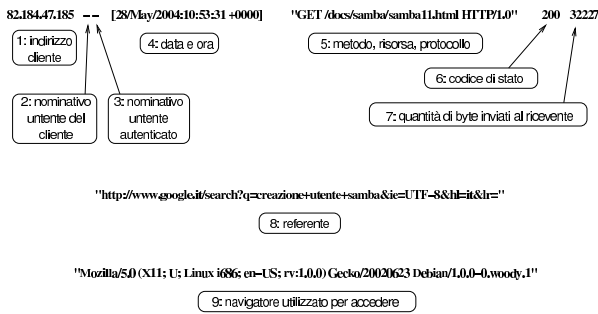 82.184.47.185 – – [28/May/2004:10:53:31 +0000] "GET /docs/samba/samba11.html HTTP/1.0" 200 32227
1: indirizzo
cliente
4: data e ora
5: metodo, risorsa, protocollo
6: codice di stato
2: nominativo
untente del
cliente
3: nominativo
untente
autenticato
7: quantità di byte inviati al ricevente
"http://www.google.it/search?q=creazione+utente+samba&ie=UTF–8&hl=it&lr="
8: referente
"Mozilla/5.0 (X11; U; Linux i686; en–US; rv:1.0.0) Gecko/20020623 Debian/1.0.0–0.woody.1"
9: navigatore utilizzato per accedere